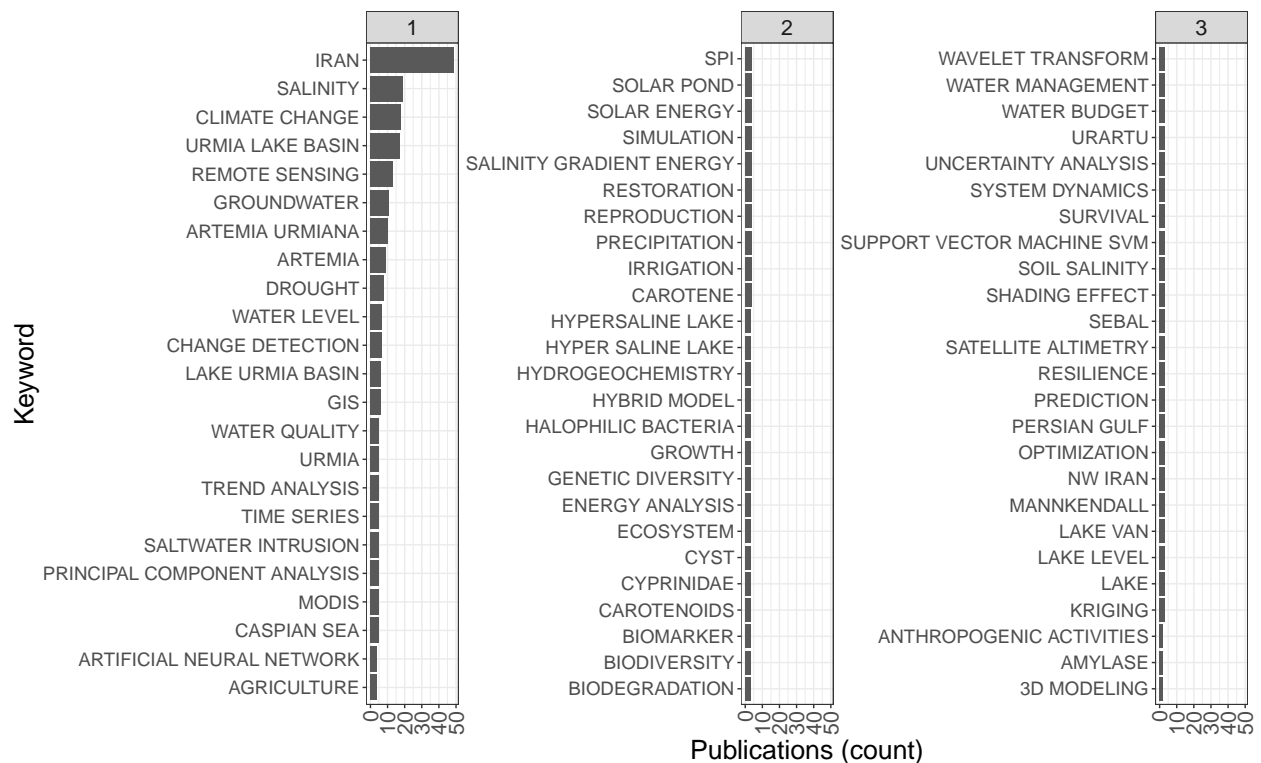 1
IRAN
SALINITY
CLIMATE CHANGE
URMIA LAKE BASIN
REMOTE SENSING
GROUNDWATER
ARTEMIA URMIANA
ARTEMIA
DROUGHT
WATER LEVEL
CHANGE DETECTION
LAKE URMIA BASIN
GIS
WATER QUALITY
URMIA
TREND ANALYSIS
TIME SERIES
SALTWATER INTRUSION
PRINCIPAL COMPONENT ANALYSIS
MODIS
CASPIAN SEA
ARTIFICIAL NEURAL NETWORK
AGRICULTURE
0 10 20 30 40 50
2
SPI
SOLAR POND
SOLAR ENERGY
SIMULATION
SALINITY GRADIENT ENERGY
RESTORATION
REPRODUCTION
PRECIPITATION
IRRIGATION
CAROTENE
HYPERSALINE LAKE
HYPER SALINE LAKE
HYDROGEOCHEMISTRY
HYBRID MODEL
HALOPHILIC BACTERIA
GROWTH
GENETIC DIVERSITY
ENERGY ANALYSIS
ECOSYSTEM
CYST
CYPRINIDAE
CAROTENOIDS
BIOMARKER
BIODIVERSITY
BIODEGRADATION
0 10 20 30 40 50
3
WAVELET TRANSFORM
WATER MANAGEMENT
WATER BUDGET
URARTU
UNCERTAINTY ANALYSIS
SYSTEM DYNAMICS
SURVIVAL
SUPPORT VECTOR MACHINE SVM
SOIL SALINITY
SHADING EFFECT
SEBAL
SATELLITE ALTIMETRY
RESILIENCE
PREDICTION
PERSIAN GULF
OPTIMIZATION
NW IRAN
MANNKENDALL
LAKE VAN
LAKE LEVEL
LAKE
KRIGING
ANTHROPOGENIC ACTIVITIES
AMYLASE
3D MODELING
0 10 20 30 40 50
Keyword
Publications (count)